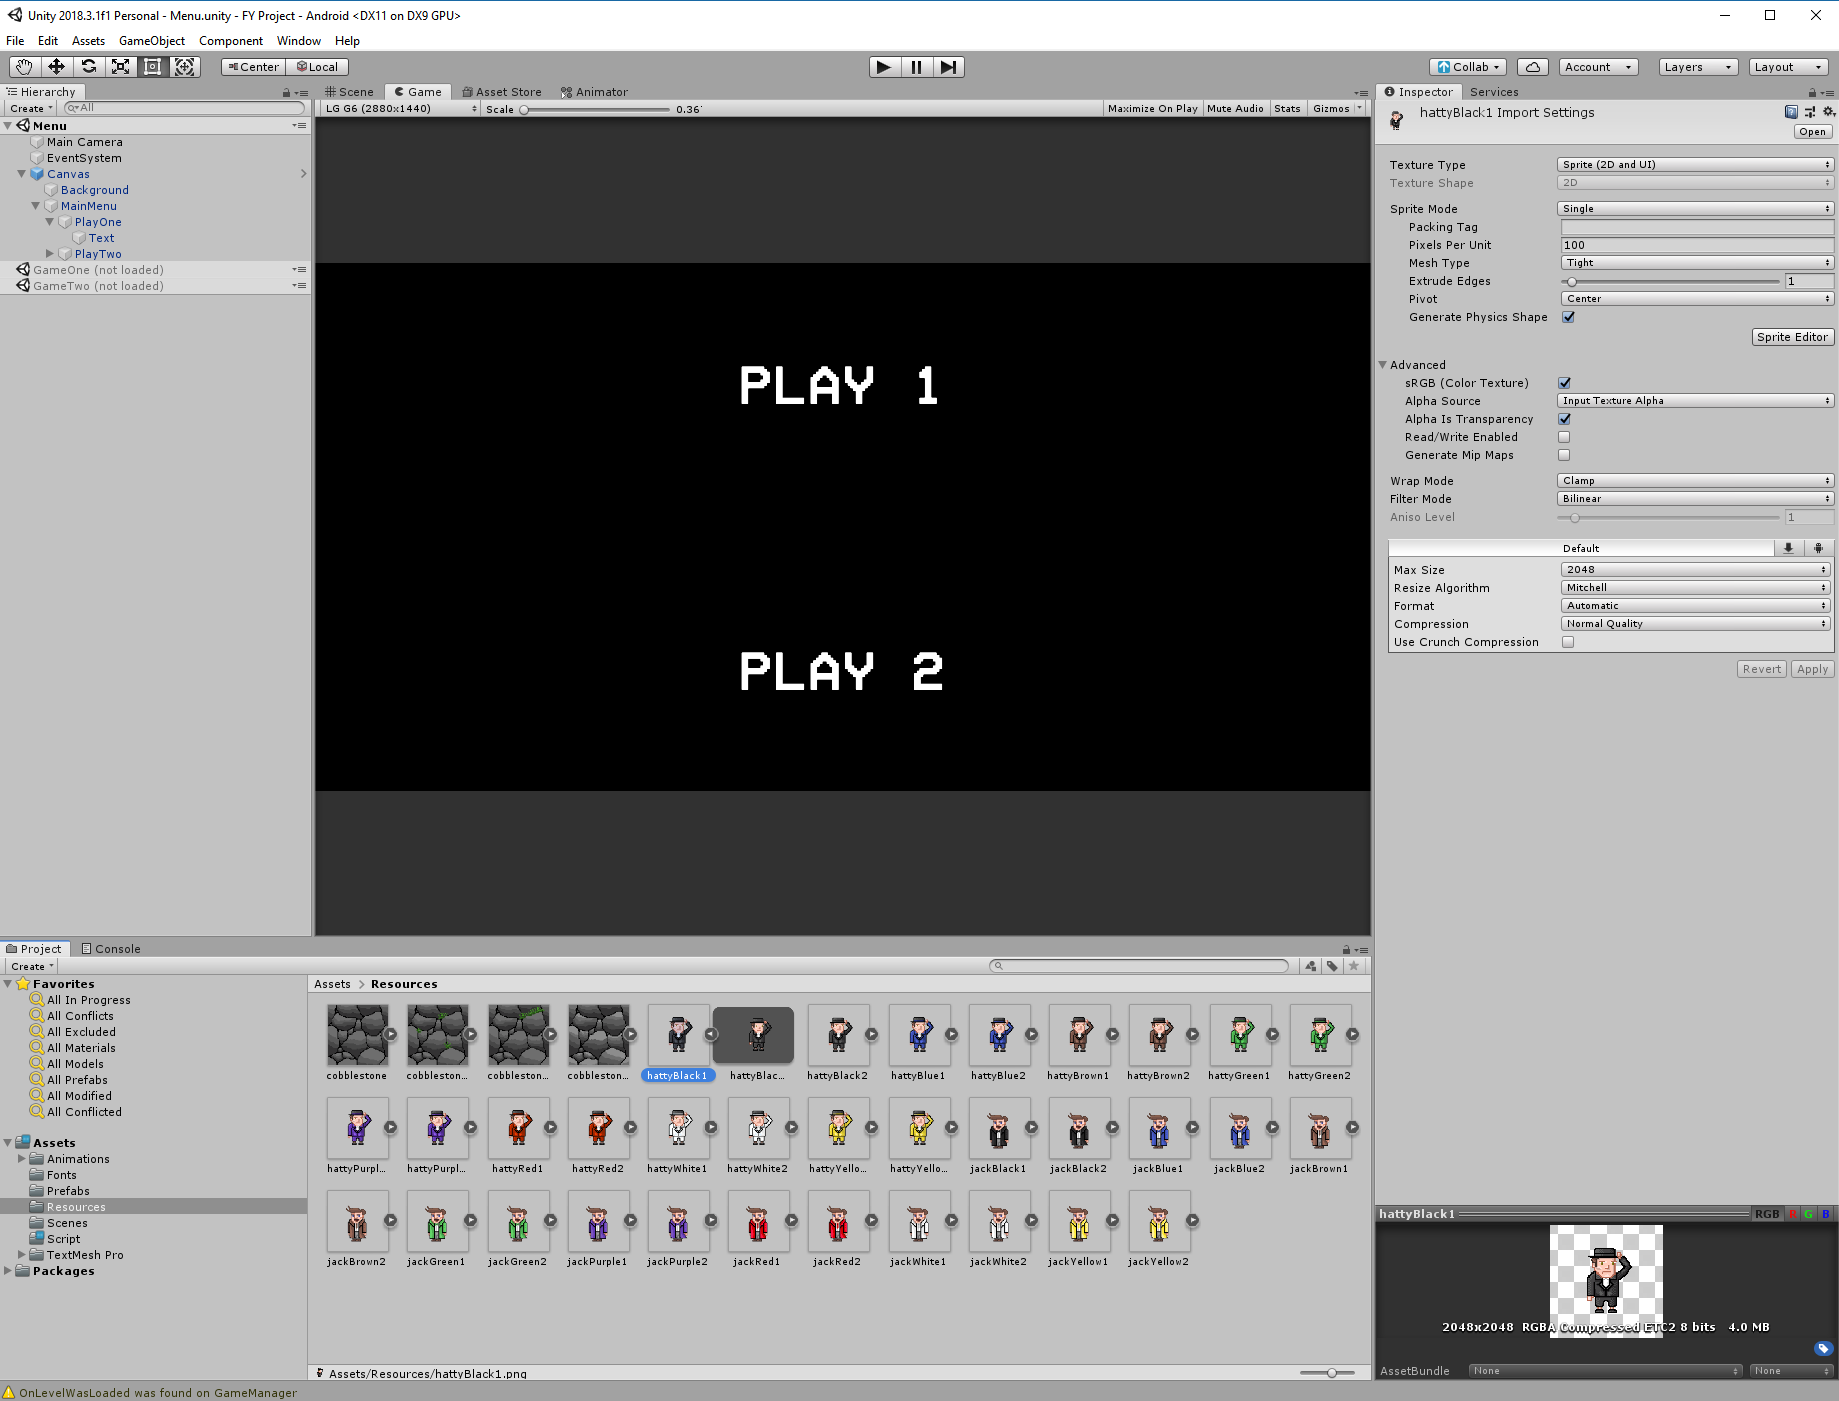 Unity 2018.3.1f1 Personal - Menu.unity - FY Project - Android <DX11 on DX9 GPU>
File Edit Assets GameObject Component Window Help
Center Local Collab Account Layers Layout
Hierarchy
Create All
Menu
Main Camera
EventSystem
Canvas
Background
MainMenu
PlayOne
Text
PlayTwo
GameOne (not loaded)
GameTwo (not loaded)
Scene Game Asset Store Animator
LG G6 (2880x1440) Scale 0.36 Maximize On Play Mute Audio Stats Gizmos
PLAY 1
PLAY 2
Inspector Services
hattyBlack1 Import Settings
Open
Texture Type Sprite (2D and UI)
Texture Shape 2D
Sprite Mode Single
Packing Tag
Pixels Per Unit 100
Mesh Type Tight
Extrude Edges 1
Pivot Center
Generate Physics Shape
Sprite Editor
Advanced
sRGB (Color Texture)
Alpha Source Input Texture Alpha
Alpha Is Transparency
Read/Write Enabled
Generate Mip Maps
Wrap Mode Clamp
Filter Mode Bilinear
Aniso Level 1
Default
Max Size 2048
Resize Algorithm Mitchell
Format Automatic
Compression Normal Quality
Use Crunch Compression
Revert Apply
Project Console
Create
Favorites
All In Progress
All Conflicts
All Excluded
All Materials
All Models
All Prefabs
All Modified
All Conflicted
Assets
Animations
Fonts
Prefabs
Resources
Scenes
Script
TextMesh Pro
Packages
Assets Resources
cobblestone cobbleston... cobbleston... cobbleston... hattyBlack1 hattyBlac... hattyBlack2 hattyBlue1 hattyBlue2 hattyBrown1 hattyBrown2 hattyGreen1 hattyGreen2
hattyPurpl... hattyPurpl... hattyRed1 hattyRed2 hattyWhite1 hattyWhite2 hattyYello... hattyYello... jackBlack1 jackBlack2 jackBlue1 jackBlue2 jackBrown1
jackBrown2 jackGreen1 jackGreen2 jackPurple1 jackPurple2 jackRed1 jackRed2 jackWhite1 jackWhite2 jackYellow1 jackYellow2
Assets/Resources/hattyBlack1.png
hattyBlack1 RGB R G B
2048x2048 RGBA Compressed ETC2 8 bits 4.0 MB
AssetBundle None None
OnLevelWasLoaded was found on GameManager